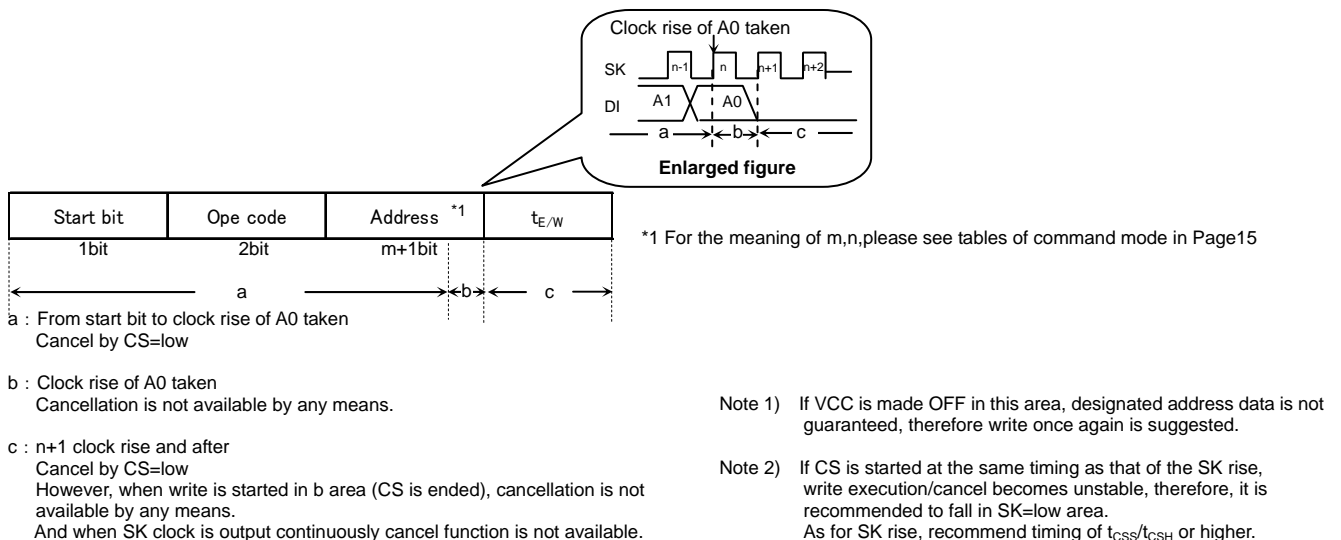 Clock rise of A0 taken
SK n-1 n n+1 n+2
DI A1 A0
a b c
Enlarged figure
Start bit Ope code Address *1 tE/W
1bit 2bit m+1bit
*1 For the meaning of m,n,please see tables of command mode in Page15
a b c
a : From start bit to clock rise of A0 taken
Cancel by CS=low
b : Clock rise of A0 taken
Cancellation is not available by any means.
c : n+1 clock rise and after
Cancel by CS=low
However, when write is started in b area (CS is ended), cancellation is not
available by any means.
And when SK clock is output continuously cancel function is not available.
Note 1) If VCC is made OFF in this area, designated address data is not
guaranteed, therefore write once again is suggested.
Note 2) If CS is started at the same timing as that of the SK rise,
write execution/cancel becomes unstable, therefore, it is
recommended to fall in SK=low area.
As for SK rise, recommend timing of tCSS/tCSH or higher.